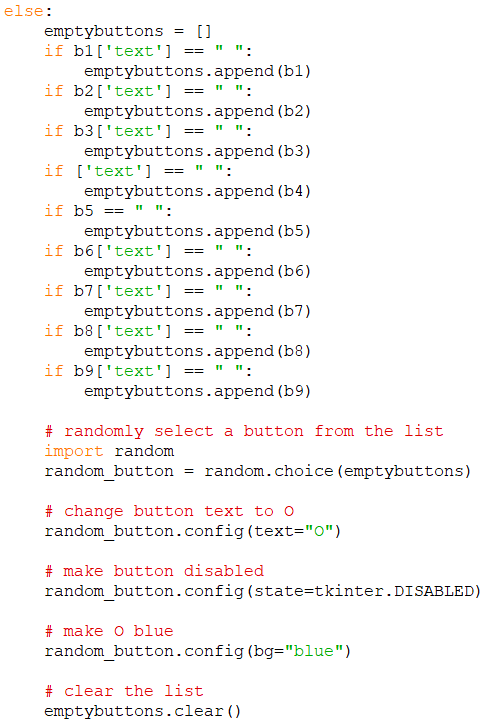 else:
    emptybuttons = []
    if b1['text'] == " ":
        emptybuttons.append(b1)
    if b2['text'] == " ":
        emptybuttons.append(b2)
    if b3['text'] == " ":
        emptybuttons.append(b3)
    if ['text'] == " ":
        emptybuttons.append(b4)
    if b5 == " ":
        emptybuttons.append(b5)
    if b6['text'] == " ":
        emptybuttons.append(b6)
    if b7['text'] == " ":
        emptybuttons.append(b7)
    if b8['text'] == " ":
        emptybuttons.append(b8)
    if b9['text'] == " ":
        emptybuttons.append(b9)

    # randomly select a button from the list
    import random
    random_button = random.choice(emptybuttons)

    # change button text to O
    random_button.config(text="O")

    # make button disabled
    random_button.config(state=tkinter.DISABLED)

    # make O blue
    random_button.config(bg="blue")

    # clear the list
    emptybuttons.clear()